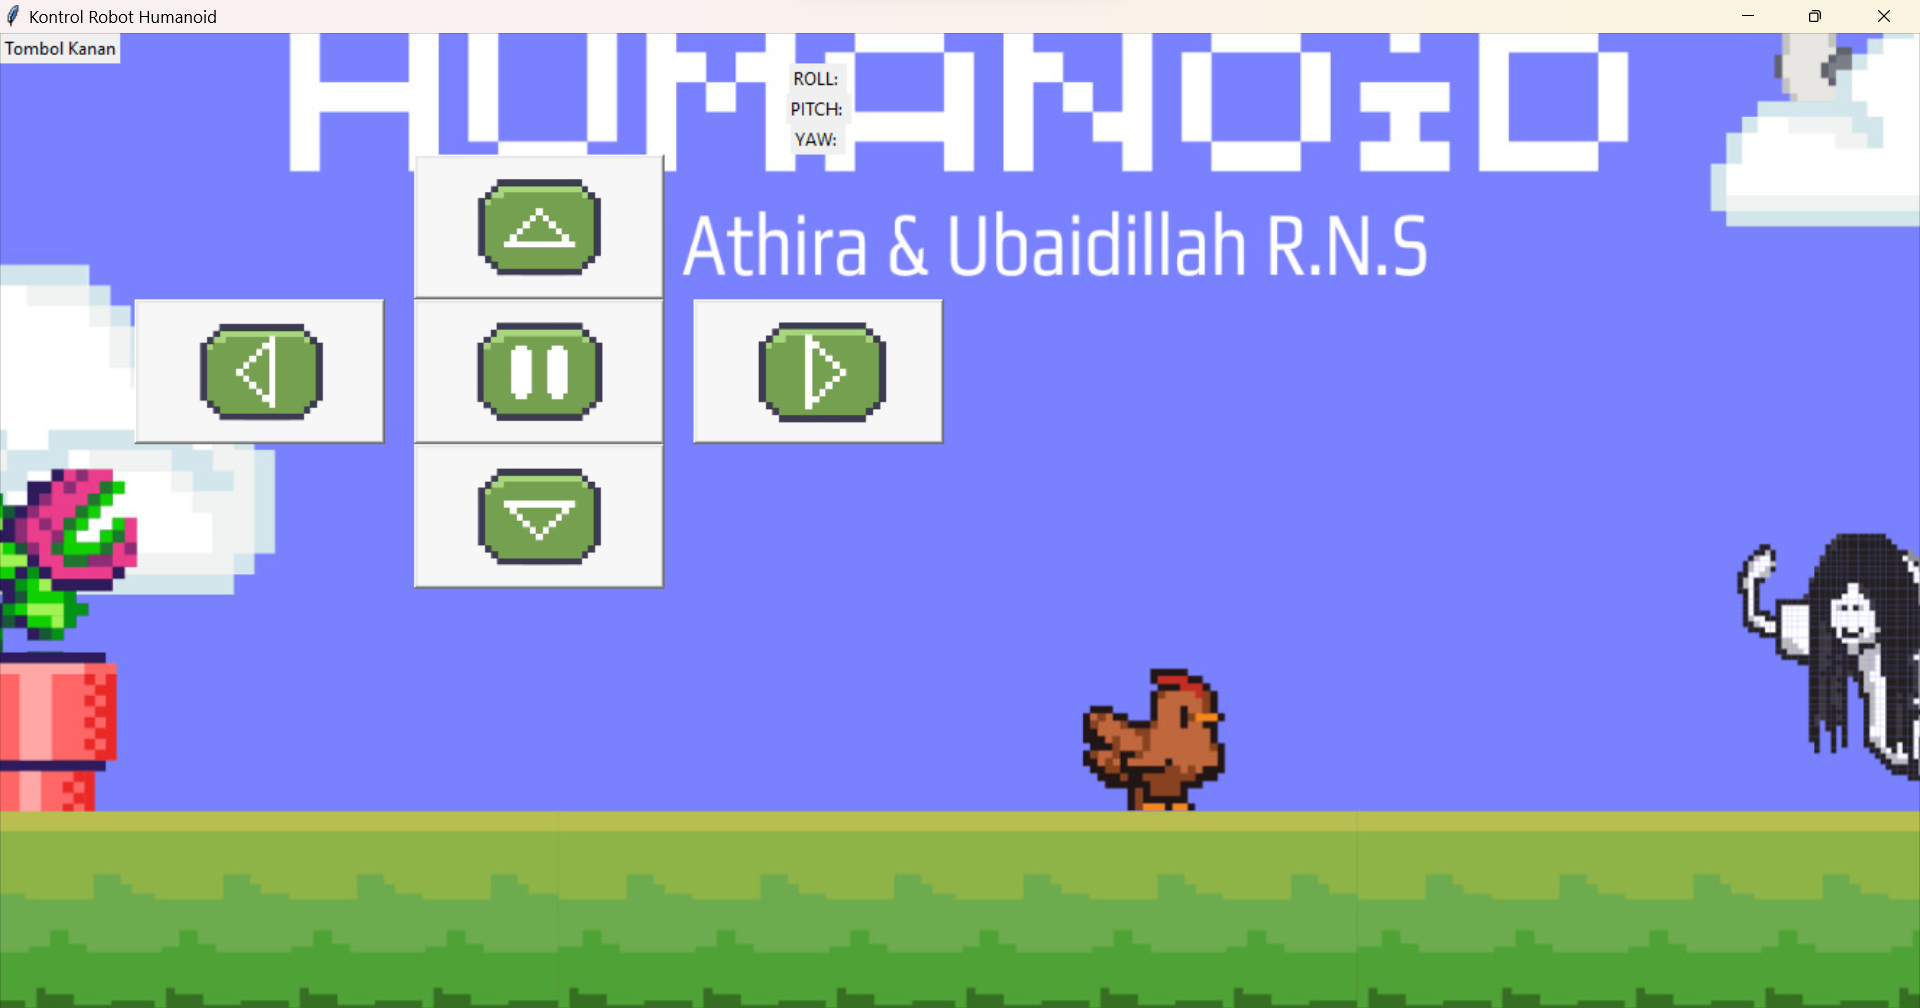 Kontrol Robot Humanoid
Tombol Kanan
HUMANOID
ROLL:
PITCH:
YAW:
Athira & Ubaidillah R.N.S